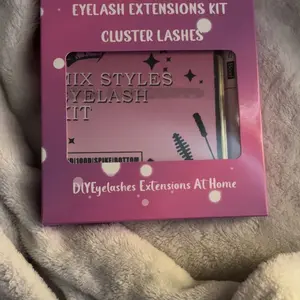 EYELASH EXTENSIONS KIT
CLUSTER LASHES
MIX STYLES
EYELASH
KIT
DIYEyelashes Extensions At Home